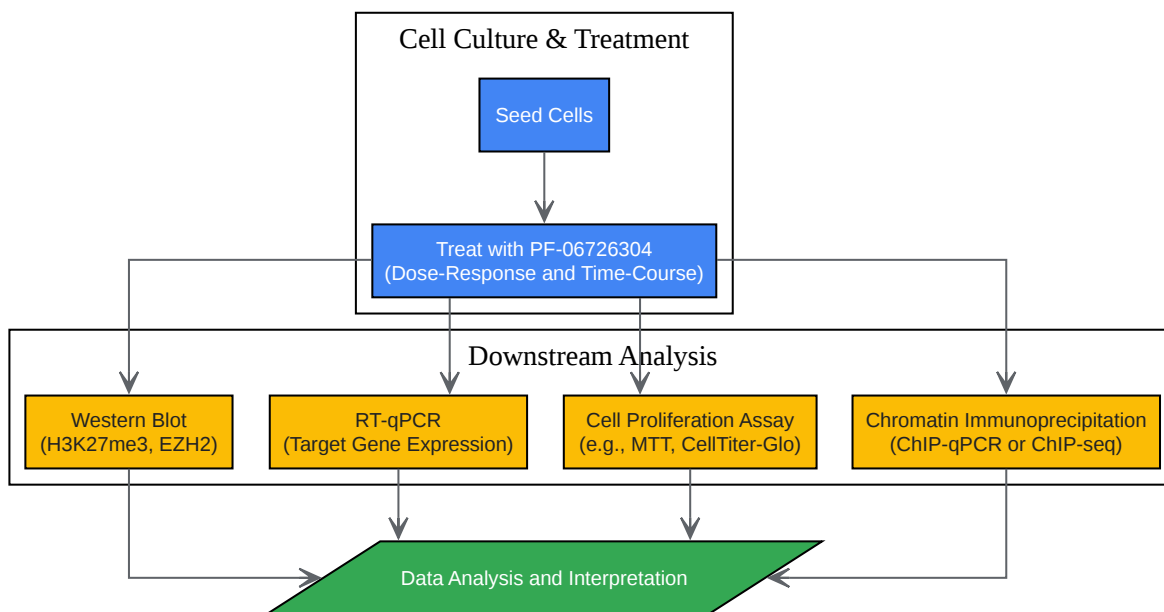 Cell Culture & Treatment
Seed Cells
Treat with PF-06726304
(Dose-Response and Time-Course)
Downstream Analysis
Western Blot
(H3K27me3, EZH2)
RT-qPCR
(Target Gene Expression)
Cell Proliferation Assay
(e.g., MTT, CellTiter-Glo)
Chromatin Immunoprecipitation
(ChIP-qPCR or ChIP-seq)
Data Analysis and Interpretation